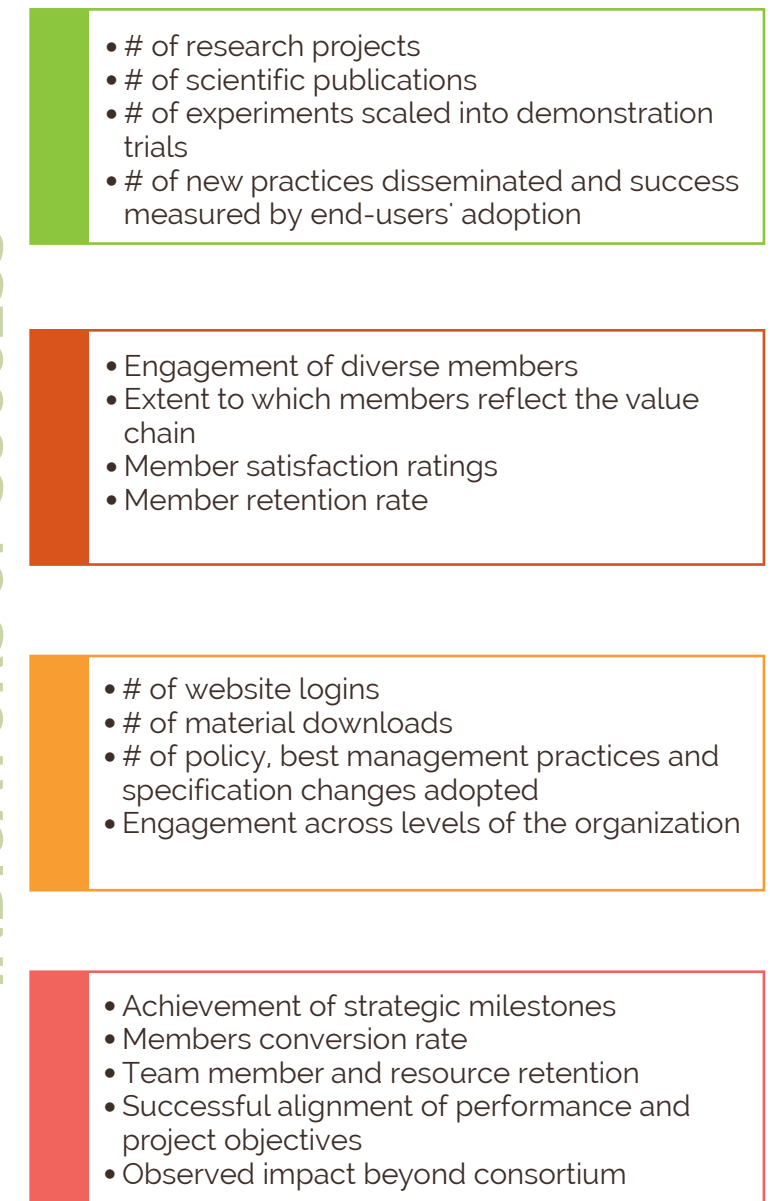 • # of research projects
• # of scientific publications
• # of experiments scaled into demonstration
trials
• # of new practices disseminated and success
measured by end-users' adoption
• Engagement of diverse members
• Extent to which members reflect the value
chain
• Member satisfaction ratings
• Member retention rate
• # of website logins
• # of material downloads
• # of policy, best management practices and
specification changes adopted
• Engagement across levels of the organization
• Achievement of strategic milestones
• Members conversion rate
• Team member and resource retention
• Successful alignment of performance and
project objectives
• Observed impact beyond consortium